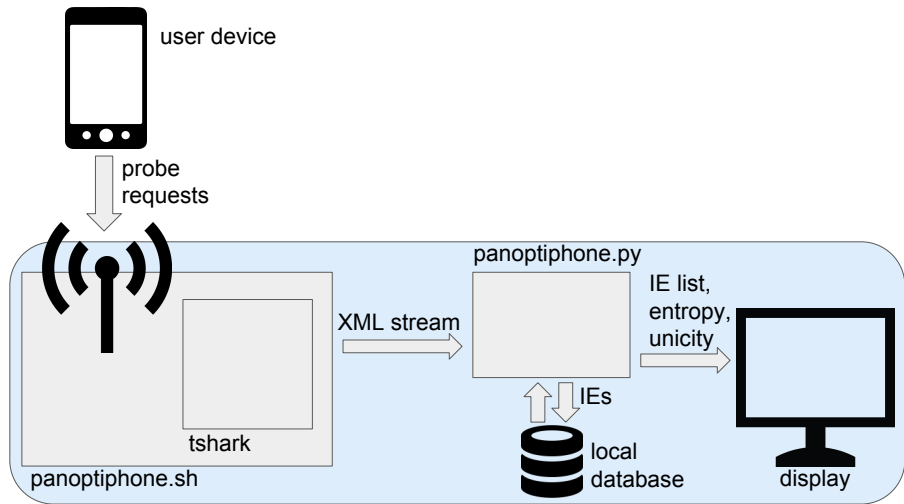 user device
probe
requests
panoptiphone.py
IE list,
entropy,
unicity
XML stream
IEs
tshark
local
database
panoptiphone.sh
display